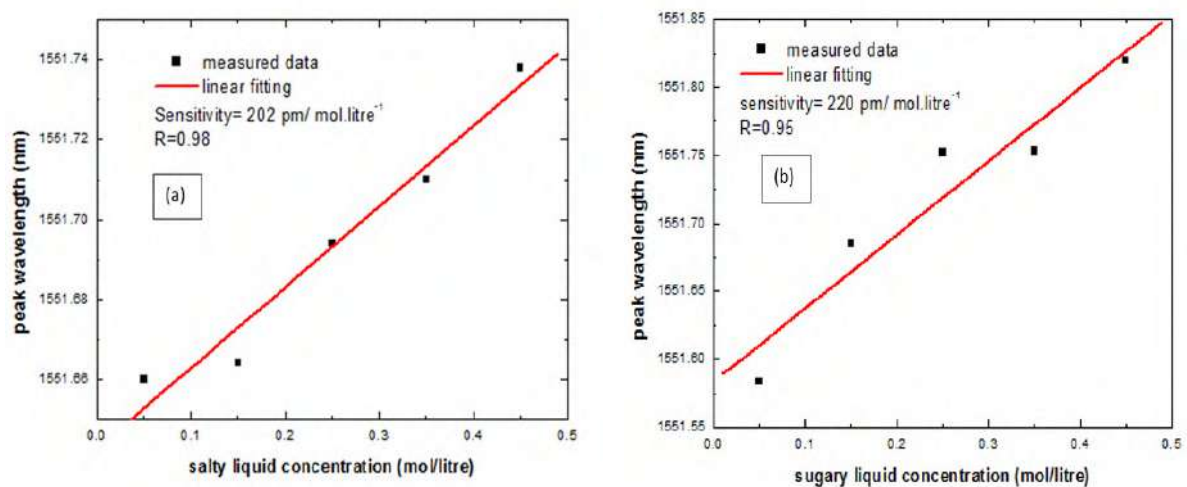 1551.74
1551.72
1551.70
1551.68
1551.66
peak wavelength (nm)
measured data
linear fitting
Sensitivity= 202 pm/ mol.litre⁻¹
R=0.98
(a)
0.0 0.1 0.2 0.3 0.4 0.5
salty liquid concentration (mol/litre)
1551.85
1551.80
1551.75
1551.70
1551.65
1551.60
1551.55
peak wavelength (nm)
measured data
linear fitting
sensitivity= 220 pm/ mol.litre⁻¹
R=0.95
(b)
0.0 0.1 0.2 0.3 0.4 0.5
sugary liquid concentration (mol/litre)